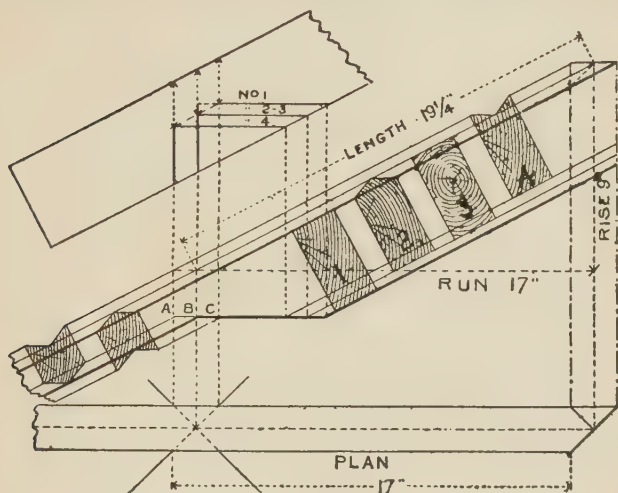 No 1
" 2-3
" 4
LENGTH 19¼"
1
2
3
4
RISE 9"
RUN 17"
A B C
PLAN
17"